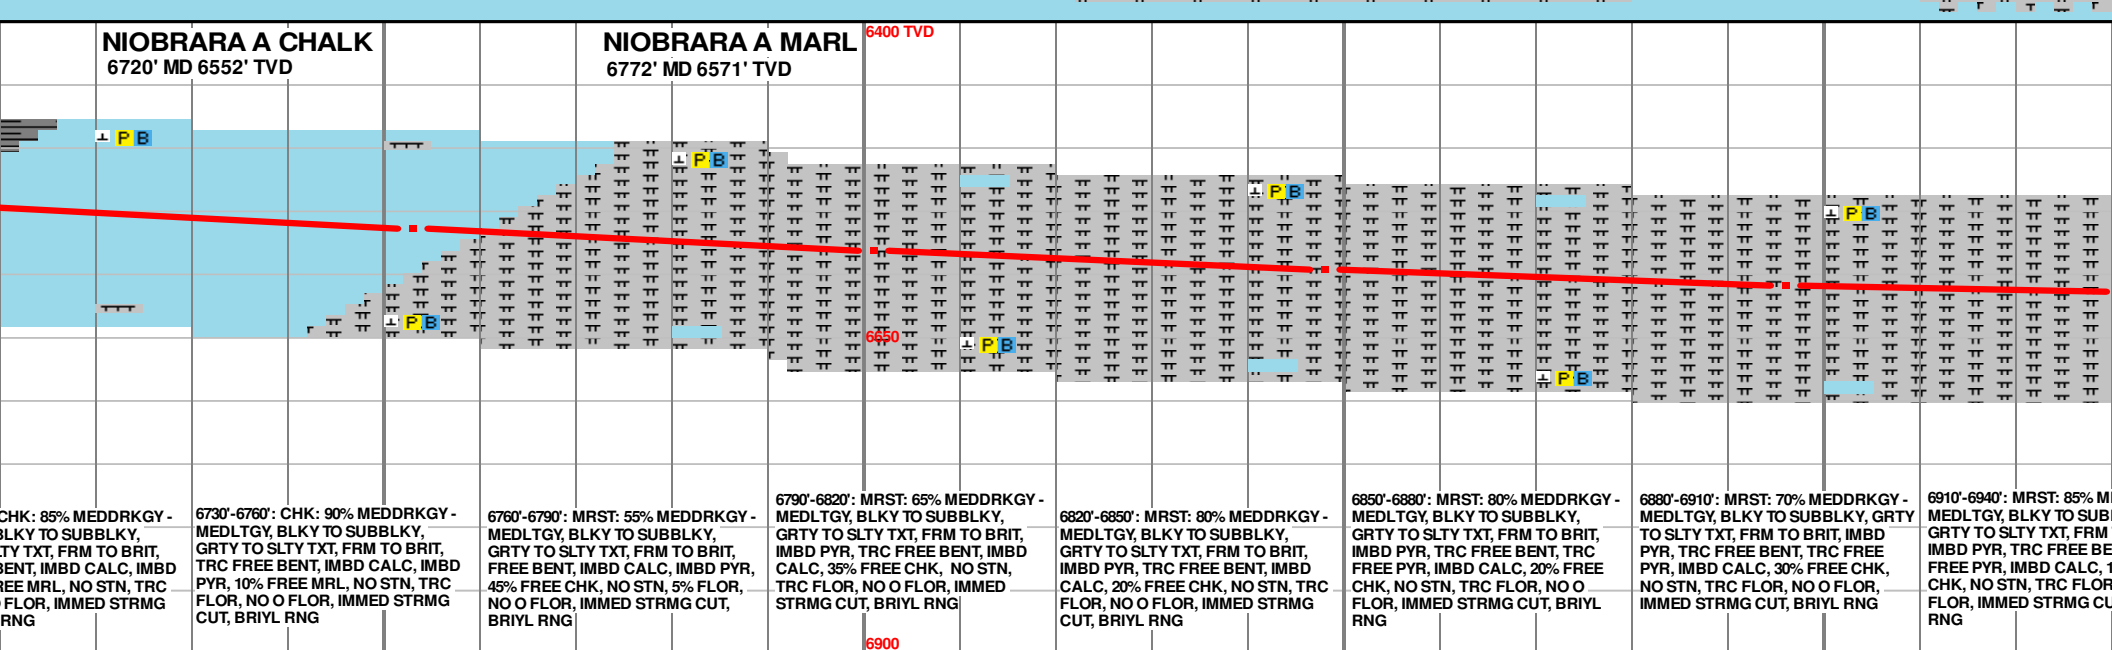 NIOBRARA A CHALK
6720' MD 6552' TVD
NIOBRARA A MARL
6772' MD 6571' TVD
6400 TVD
P B
P B
P B
P B
P B
P B
P B
6650
CHK: 85% MEDDRKGY -
BLKY TO SUBBLKY,
TY TXT, FRM TO BRIT,
BENT, IMBD CALC, IMBD
REE MRL, NO STN, TRC
O FLOR, IMMED STRMG
RNG
6730'-6760': CHK: 90% MEDDRKGY -
MEDLTGY, BLKY TO SUBBLKY,
GRTY TO SLTY TXT, FRM TO BRIT,
TRC FREE BENT, IMBD CALC, IMBD
PYR, 10% FREE MRL, NO STN, TRC
FLOR, NO O FLOR, IMMED STRMG
CUT, BRIYL RNG
6760'-6790': MRST: 55% MEDDRKGY -
MEDLTGY, BLKY TO SUBBLKY,
GRTY TO SLTY TXT, FRM TO BRIT,
FREE BENT, IMBD CALC, IMBD PYR,
45% FREE CHK, NO STN, 5% FLOR,
NO O FLOR, IMMED STRMG CUT,
BRIYL RNG
6790'-6820': MRST: 65% MEDDRKGY -
MEDLTGY, BLKY TO SUBBLKY,
GRTY TO SLTY TXT, FRM TO BRIT,
IMBD PYR, TRC FREE BENT, IMBD
CALC, 35% FREE CHK, NO STN,
TRC FLOR, NO O FLOR, IMMED
STRMG CUT, BRIYL RNG
6820'-6850': MRST: 80% MEDDRKGY -
MEDLTGY, BLKY TO SUBBLKY,
GRTY TO SLTY TXT, FRM TO BRIT,
IMBD PYR, TRC FREE BENT, IMBD
CALC, 20% FREE CHK, NO STN, TRC
FLOR, NO O FLOR, IMMED STRMG
CUT, BRIYL RNG
6850'-6880': MRST: 80% MEDDRKGY -
MEDLTGY, BLKY TO SUBBLKY,
GRTY TO SLTY TXT, FRM TO BRIT,
IMBD PYR, TRC FREE BENT, TRC
FREE PYR, IMBD CALC, 20% FREE
CHK, NO STN, TRC FLOR, NO O
FLOR, IMMED STRMG CUT, BRIYL
RNG
6880'-6910': MRST: 70% MEDDRKGY -
MEDLTGY, BLKY TO SUBBLKY, GRTY
TO SLTY TXT, FRM TO BRIT, IMBD
PYR, TRC FREE BENT, TRC FREE
PYR, IMBD CALC, 30% FREE CHK,
NO STN, TRC FLOR, NO O FLOR,
IMMED STRMG CUT, BRIYL RNG
6910'-6940': MRST: 85% M
MEDLTGY, BLKY TO SUB
GRTY TO SLTY TXT, FRM
IMBD PYR, TRC FREE BE
FREE PYR, IMBD CALC, 1
CHK, NO STN, TRC FLOR
FLOR, IMMED STRMG CU
RNG
6900